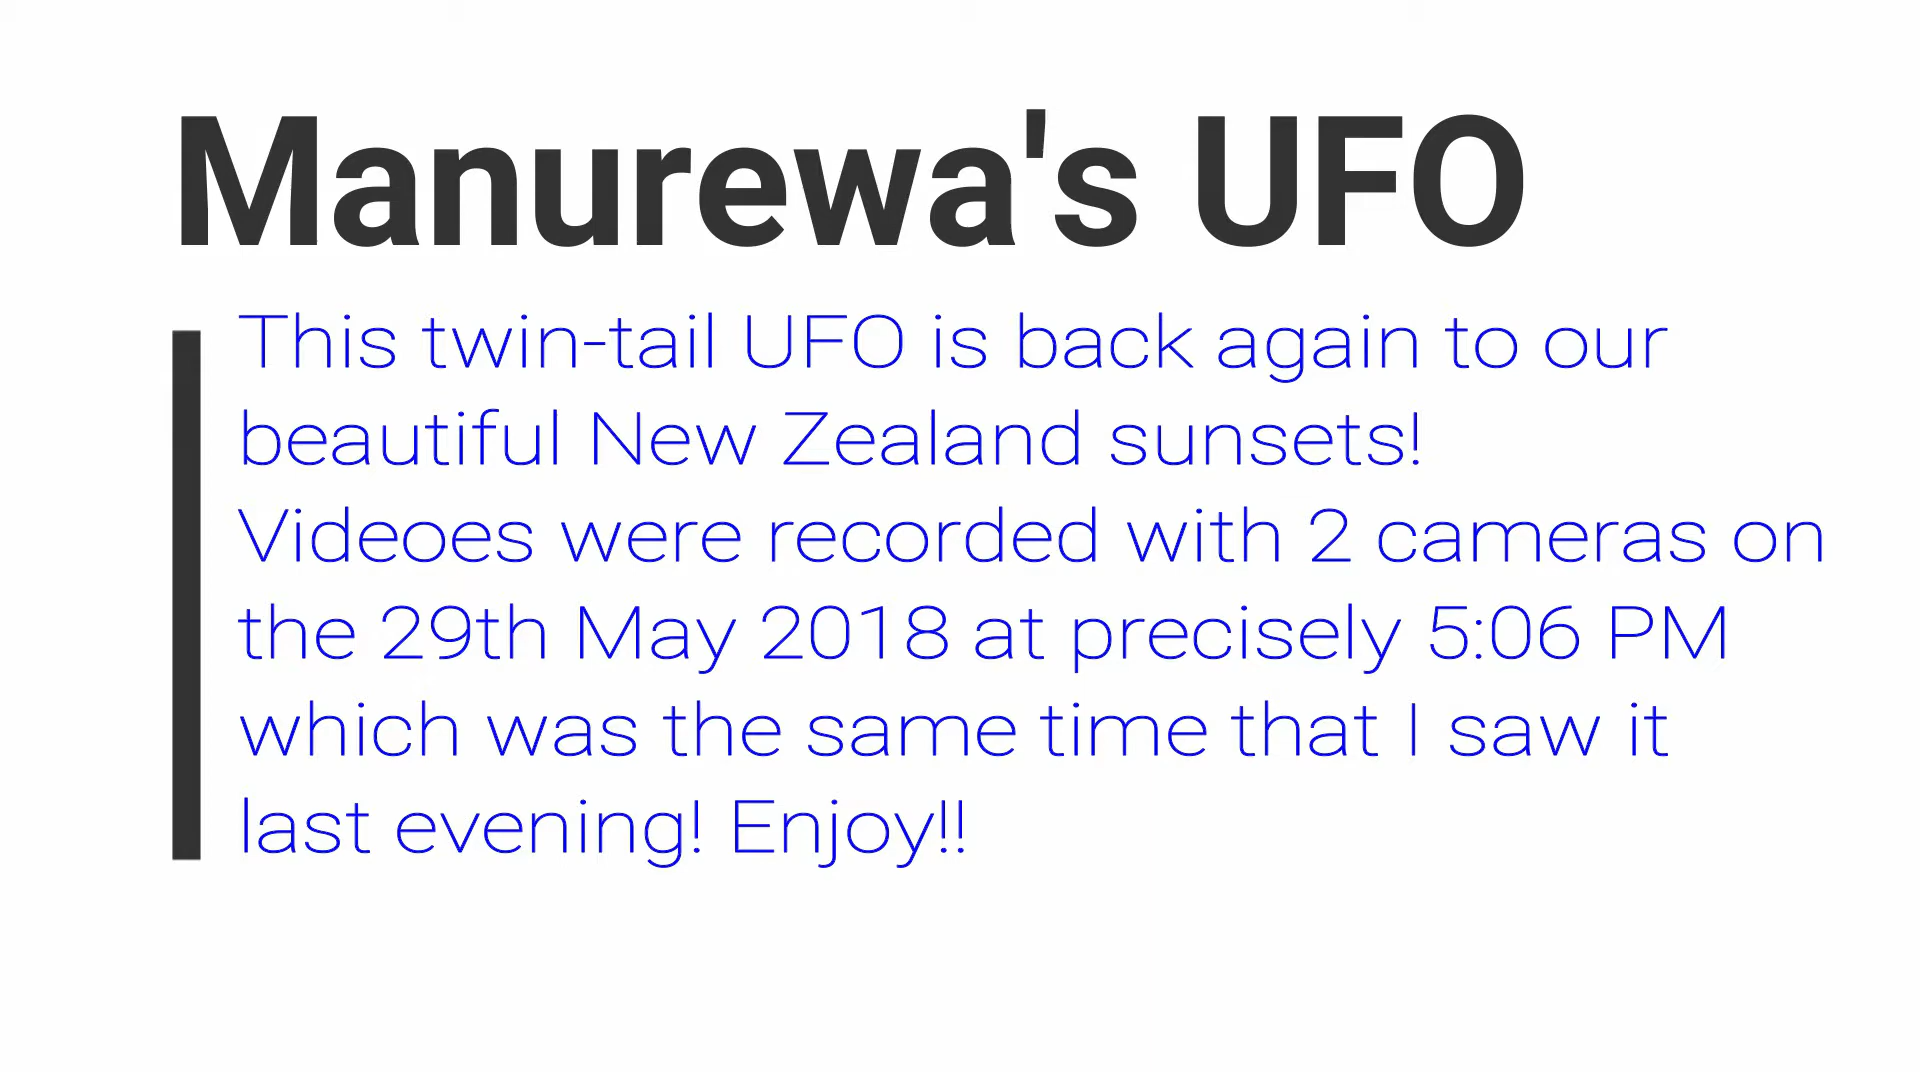 Manurewa's UFO
This twin-tail UFO is back again to our
beautiful New Zealand sunsets!
Videoes were recorded with 2 cameras on
the 29th May 2018 at precisely 5:06 PM
which was the same time that I saw it
last evening! Enjoy!!